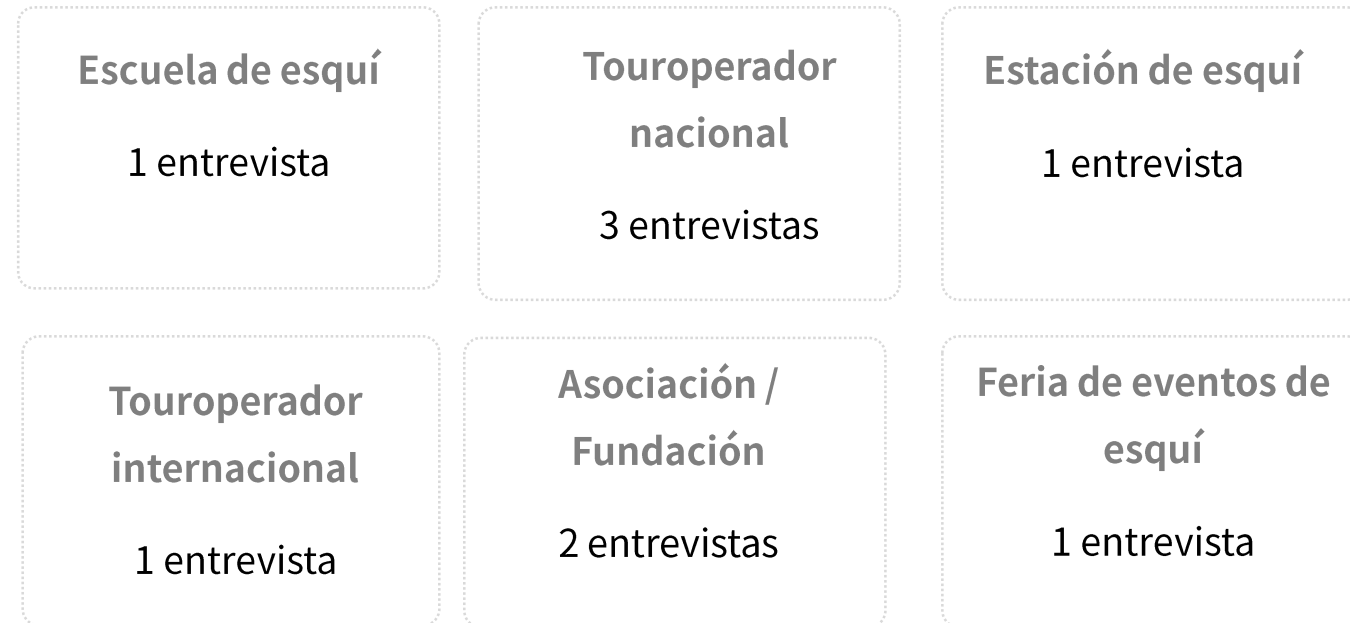 Escuela de esquí
1 entrevista
Touroperador
nacional
3 entrevistas
Estación de esquí
1 entrevista
Touroperador
internacional
1 entrevista
Asociación /
Fundación
2 entrevistas
Feria de eventos de
esquí
1 entrevista